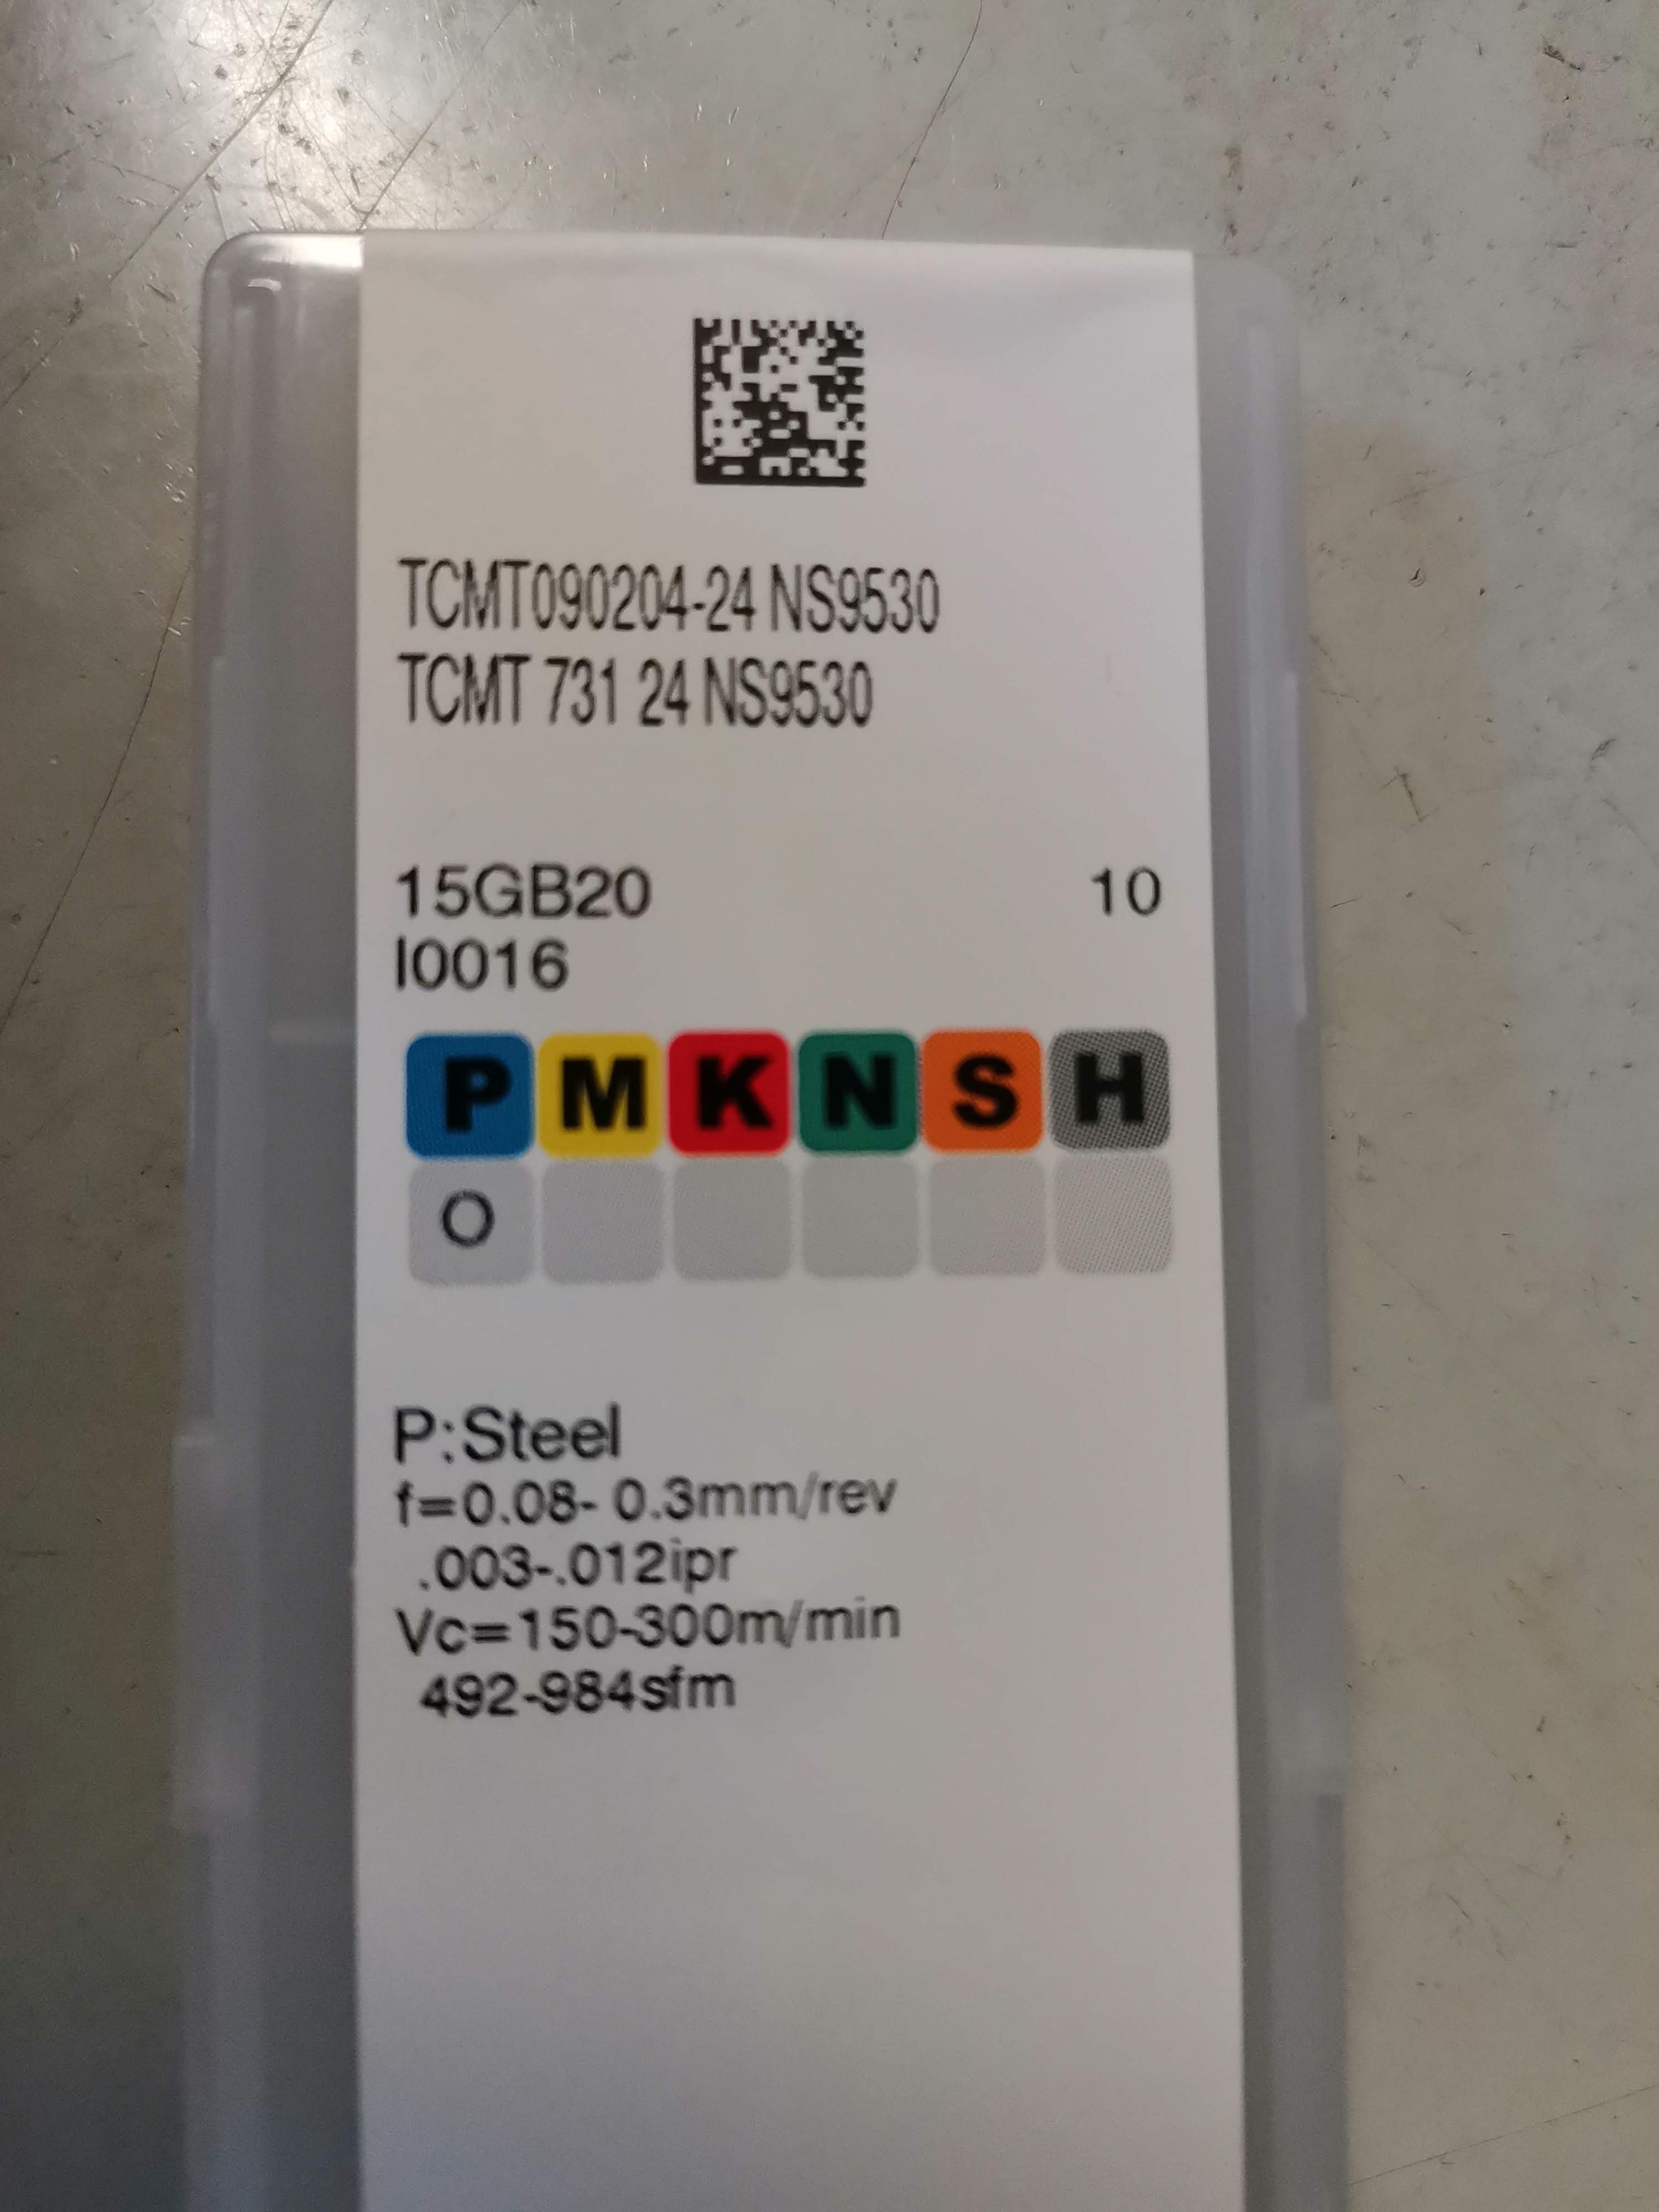 TCMT090204-24 NS9530
TCMT 731 24 NS9530
15GB20 10
I0016
P M K N S H
O
P:Steel
f=0.08- 0.3mm/rev
.003-.012ipr
Vc=150-300m/min
492-984sfm